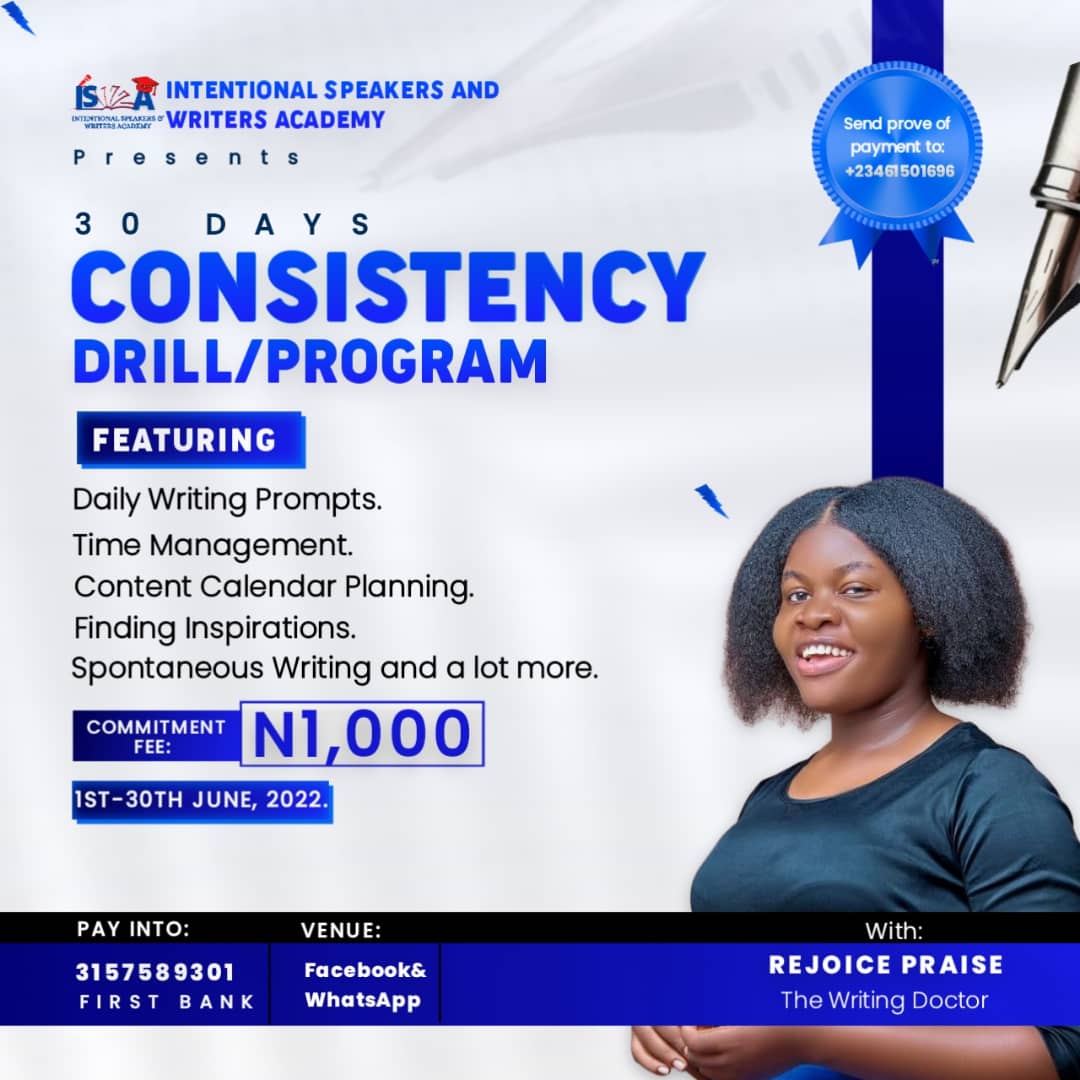 ISWA
INTENTIONAL SPEAKERS &
WRITERS ACADEMY
INTENTIONAL SPEAKERS AND
WRITERS ACADEMY
Presents
Send prove of
payment to:
+23461501696
30 DAYS
CONSISTENCY
DRILL/PROGRAM
FEATURING
Daily Writing Prompts.
Time Management.
Content Calendar Planning.
Finding Inspirations.
Spontaneous Writing and a lot more.
COMMITMENT
FEE:
N1,000
1ST-30TH JUNE, 2022.
PAY INTO:
3157589301
FIRST BANK
VENUE:
Facebook&
WhatsApp
With:
REJOICE PRAISE
The Writing Doctor